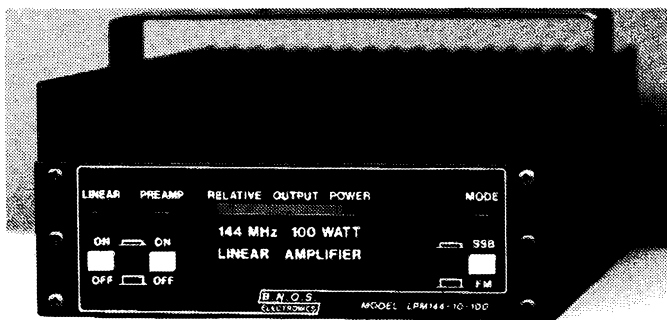 LINEAR PREAMP RELATIVE OUTPUT POWER MODE
144 MHz 100 WATT
LINEAR AMPLIFIER
ON ON SSB
OFF OFF FM
B.N.O.S
ELECTRONICS
MODEL LPM144-10-100